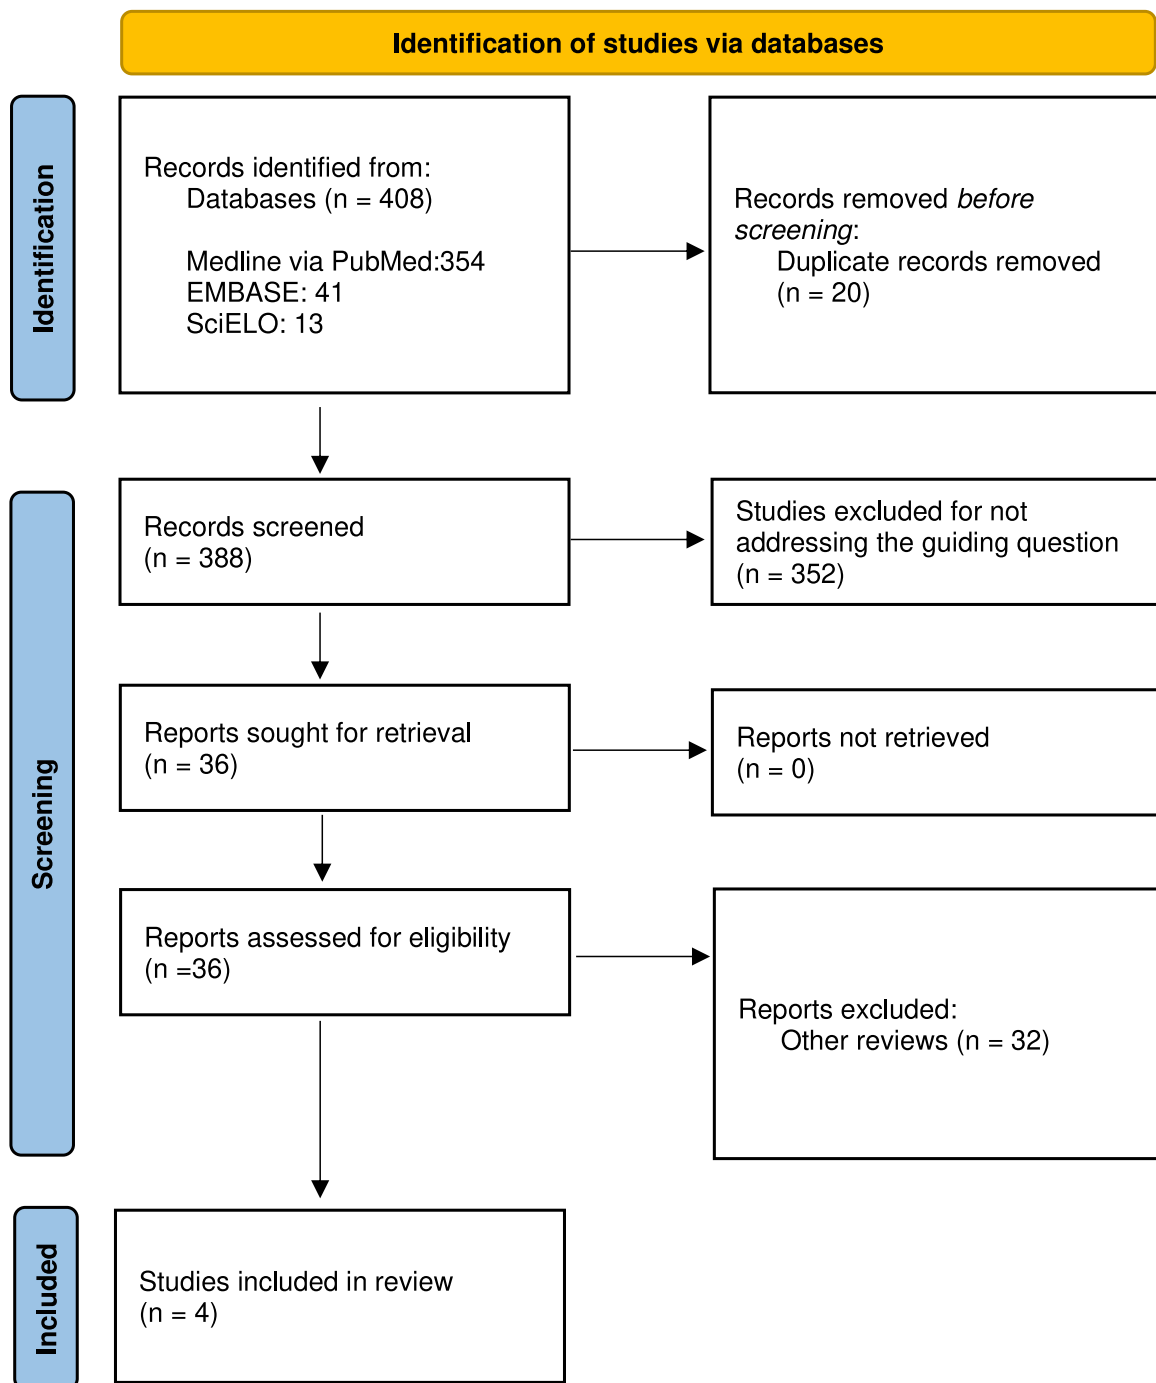 Identification of studies via databases
Identification
Records identified from:
Databases (n = 408)
Medline via PubMed:354
EMBASE: 41
SciELO: 13
Records removed before
screening:
Duplicate records removed
(n = 20)
Screening
Records screened
(n = 388)
Studies excluded for not
addressing the guiding question
(n = 352)
Reports sought for retrieval
(n = 36)
Reports not retrieved
(n = 0)
Reports assessed for eligibility
(n =36)
Reports excluded:
Other reviews (n = 32)
Included
Studies included in review
(n = 4)